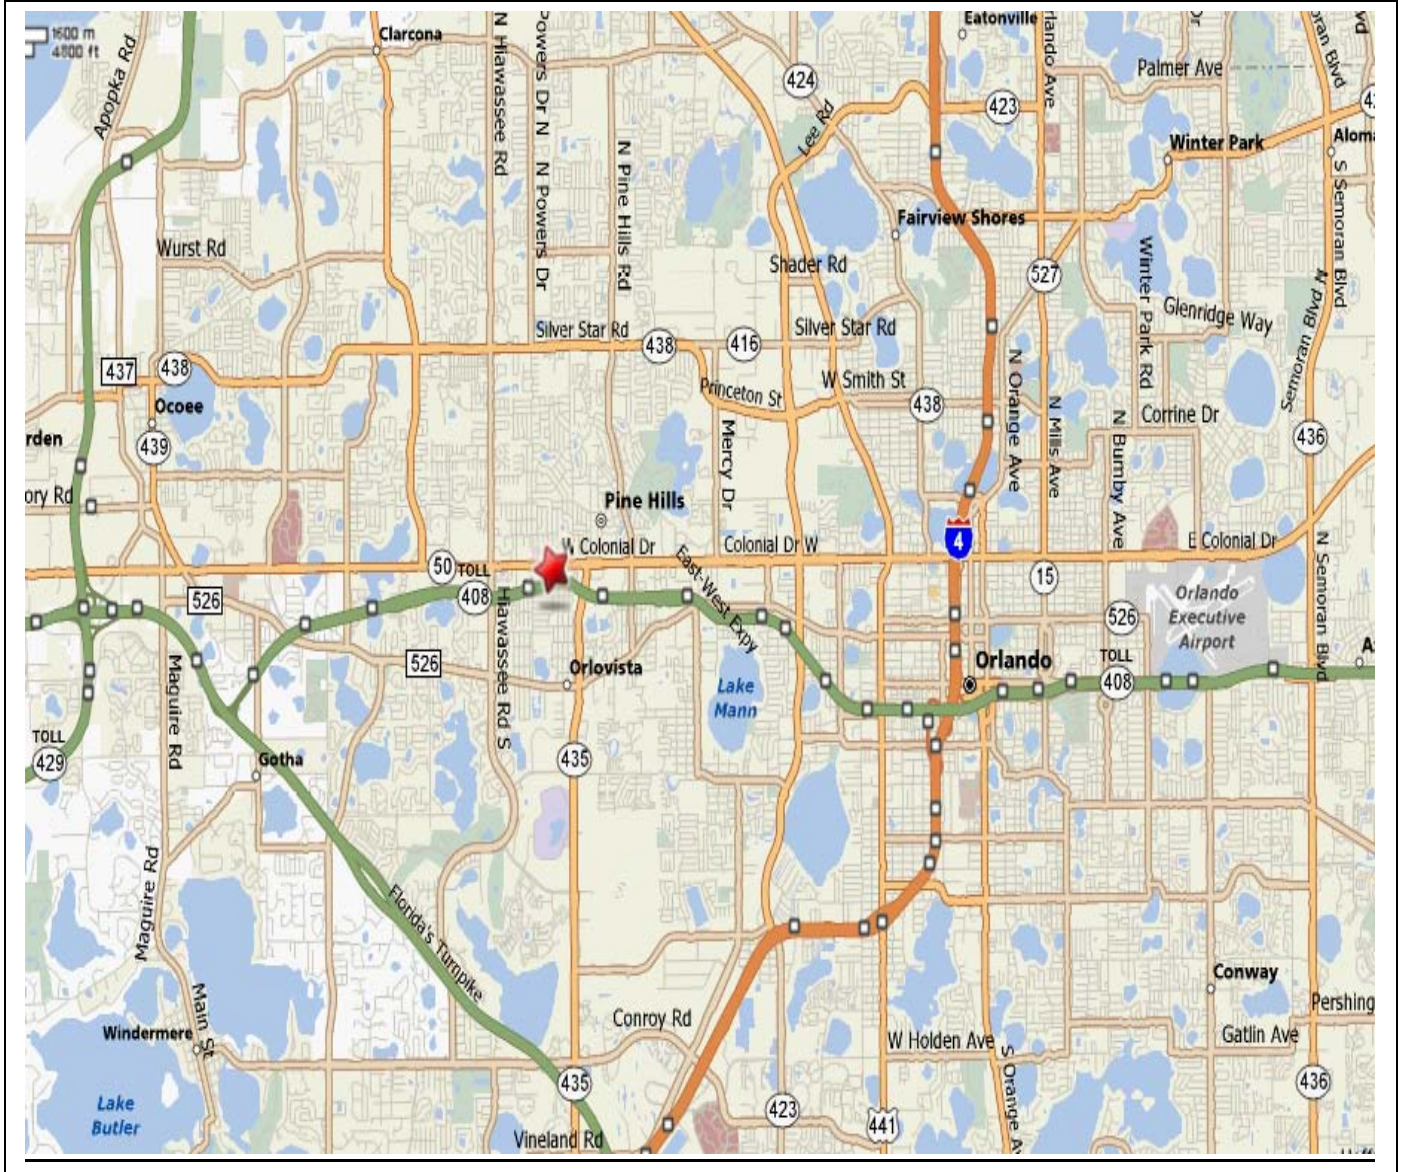 1600 m
4800 ft
Apopka Rd
Clarcona
N Hiawassee Rd
Powers Dr N
N Powers Dr
N Pine Hills Rd
424
Lee Rd
Eatonville
423
Palmer Ave
Winter Park
S Semoran Blvd
Wurst Rd
Fairview Shores
Shader Rd
527
Winter Park Rd
Glenridge Way
Semoran Blvd N
Silver Star Rd
438
416
Silver Star Rd
437
438
Princeton St
W Smith St
438
N Orange Ave
N Mills Ave
Corrine Dr
Ocoee
439
Mercy Dr
N Bumby Ave
436
Pine Hills
W Colonial Dr
Colonial Dr W
4
E Colonial Dr
N Semoran Blvd
50
TOLL
408
526
East-West Expy
15
Orlando
Executive
Airport
526
Hiawassee Rd S
526
Orlovista
Lake
Mann
Orlando
TOLL
408
Maguire Rd
TOLL
429
Gotha
435
Maguire Rd
Florida's Turnpike
Main St
Windermere
Conroy Rd
Conway
Pershing
W Holden Ave
Gatlin Ave
Lake
Butler
435
423
441
436
Vineland Rd